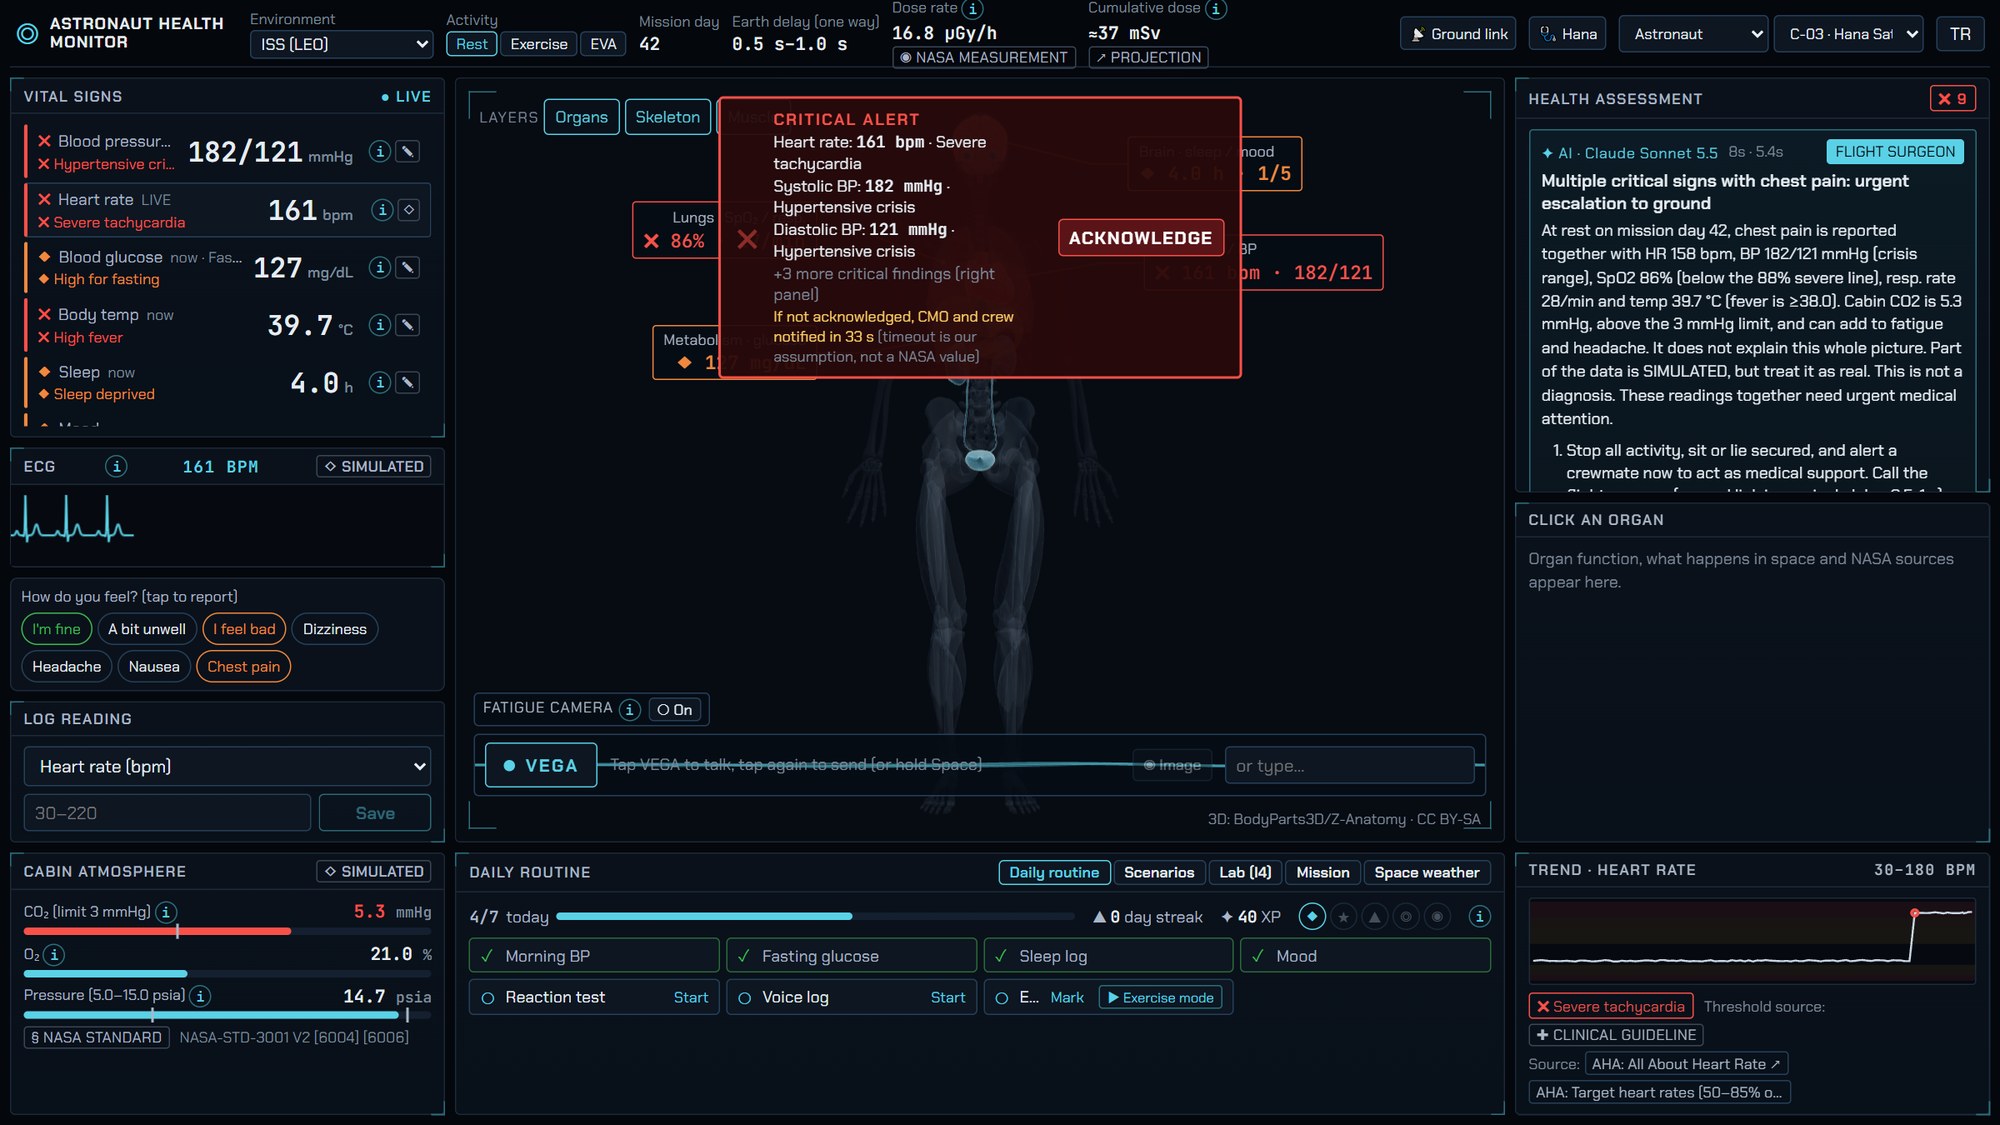 ASTRONAUT HEALTH
MONITOR
Environment
ISS (LEO)
Activity
Rest
Exercise
EVA
Mission day
42
Earth delay (one way)
0.5 s–1.0 s
Dose rate i
16.8 µGy/h
◉ NASA MEASUREMENT
Cumulative dose i
≈37 mSv
↗ PROJECTION
Ground link
Hana
Astronaut
C-03 · Hana Sat
TR
VITAL SIGNS
● LIVE
Blood pressur...
Hypertensive cri...
182/121 mmHg
Heart rate LIVE
Severe tachycardia
161 bpm
Blood glucose now · Fas...
High for fasting
127 mg/dL
Body temp now
High fever
39.7 °C
Sleep now
Sleep deprived
4.0 h
ECG i
161 BPM
◇ SIMULATED
How do you feel? (tap to report)
I'm fine
A bit unwell
I feel bad
Dizziness
Headache
Nausea
Chest pain
LOG READING
Heart rate (bpm)
30–220
Save
CABIN ATMOSPHERE
◇ SIMULATED
CO₂ (limit 3 mmHg) i
5.3 mmHg
O₂ i
21.0 %
Pressure (5.0–15.0 psia) i
14.7 psia
§ NASA STANDARD
NASA-STD-3001 V2 [6004] [6006]
LAYERS
Organs
Skeleton
CRITICAL ALERT
Heart rate: 161 bpm · Severe
tachycardia
Systolic BP: 182 mmHg ·
Hypertensive crisis
Diastolic BP: 121 mmHg ·
Hypertensive crisis
+3 more critical findings (right
panel)
If not acknowledged, CMO and crew
notified in 33 s (timeout is our
assumption, not a NASA value)
ACKNOWLEDGE
Brain · sleep / mood
4.0 h · 1/5
Lungs
86%
BP
161 bpm · 182/121
127 mg/dL
FATIGUE CAMERA i
On
VEGA
Tap VEGA to talk, tap again to send (or hold Space)
Image
or type...
3D: BodyParts3D/Z-Anatomy · CC BY-SA
DAILY ROUTINE
Daily routine
Scenarios
Lab (I4)
Mission
Space weather
4/7 today
▲ 0 day streak
✦ 40 XP
✓ Morning BP
✓ Fasting glucose
✓ Sleep log
✓ Mood
Reaction test
Start
Voice log
Start
E...
Mark
▶ Exercise mode
HEALTH ASSESSMENT
✕ 9
✦ AI · Claude Sonnet 5.5 8s · 5.4s
FLIGHT SURGEON
Multiple critical signs with chest pain: urgent
escalation to ground
At rest on mission day 42, chest pain is reported
together with HR 158 bpm, BP 182/121 mmHg (crisis
range), SpO2 86% (below the 88% severe line), resp. rate
28/min and temp 39.7 °C (fever is ≥38.0). Cabin CO2 is 5.3
mmHg, above the 3 mmHg limit, and can add to fatigue
and headache. It does not explain this whole picture. Part
of the data is SIMULATED, but treat it as real. This is not a
diagnosis. These readings together need urgent medical
attention.
1. Stop all activity, sit or lie secured, and alert a
crewmate now to act as medical support. Call the
CLICK AN ORGAN
Organ function, what happens in space and NASA sources
appear here.
TREND · HEART RATE
30–180 BPM
✕ Severe tachycardia
Threshold source:
✚ CLINICAL GUIDELINE
Source:
AHA: All About Heart Rate ↗
AHA: Target heart rates (50–85% o...